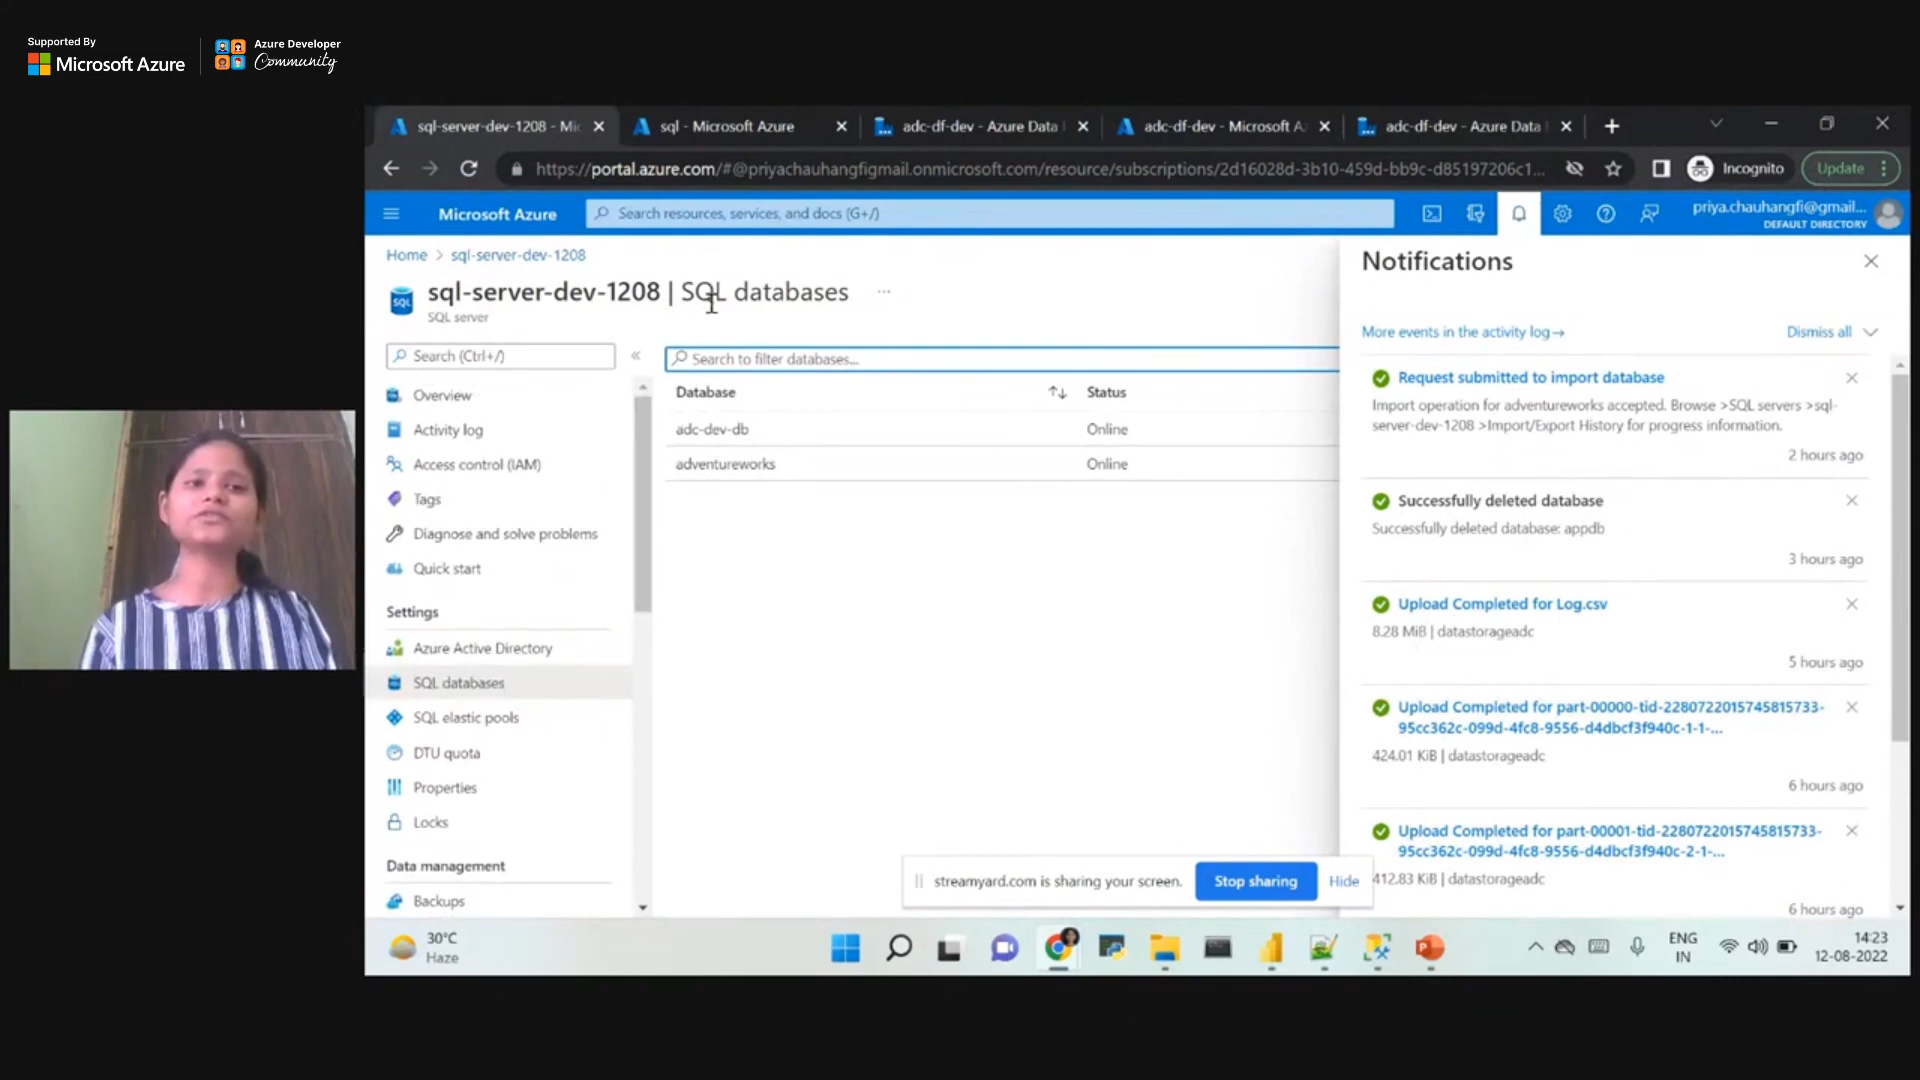 Supported By
Microsoft Azure
Azure Developer
Community
sql-server-dev-1208 - Mic
sql - Microsoft Azure
adc-df-dev - Azure Data
adc-df-dev - Microsoft A
adc-df-dev - Azure Data
https://portal.azure.com/#@priyachauhangfigmail.onmicrosoft.com/resource/subscriptions/2d16028d-3b10-459d-bb9c-d85197206c1...
Incognito
Update
Microsoft Azure
Search resources, services, and docs (G+/)
priya.chauhangfi@gmail...
DEFAULT DIRECTORY
Home > sql-server-dev-1208
sql-server-dev-1208 | SQL databases ...
SQL server
Search (Ctrl+/)
Overview
Activity log
Access control (IAM)
Tags
Diagnose and solve problems
Quick start
Settings
Azure Active Directory
SQL databases
SQL elastic pools
DTU quota
Properties
Locks
Data management
Backups
Search to filter databases...
Database Status
adc-dev-db Online
adventureworks Online
Notifications
More events in the activity log →
Dismiss all
Request submitted to import database
Import operation for adventureworks accepted. Browse >SQL servers >sql-
server-dev-1208 >Import/Export History for progress information.
2 hours ago
Successfully deleted database
Successfully deleted database: appdb
3 hours ago
Upload Completed for Log.csv
8.28 MiB | datastorageadc
5 hours ago
Upload Completed for part-00000-tid-2280722015745815733-
95cc362c-099d-4fc8-9556-d4dbcf3f940c-1-1-...
424.01 KiB | datastorageadc
6 hours ago
Upload Completed for part-00001-tid-2280722015745815733-
95cc362c-099d-4fc8-9556-d4dbcf3f940c-2-1-...
412.83 KiB | datastorageadc
6 hours ago
streamyard.com is sharing your screen.
Stop sharing
Hide
30°C
Haze
ENG
IN
14:23
12-08-2022